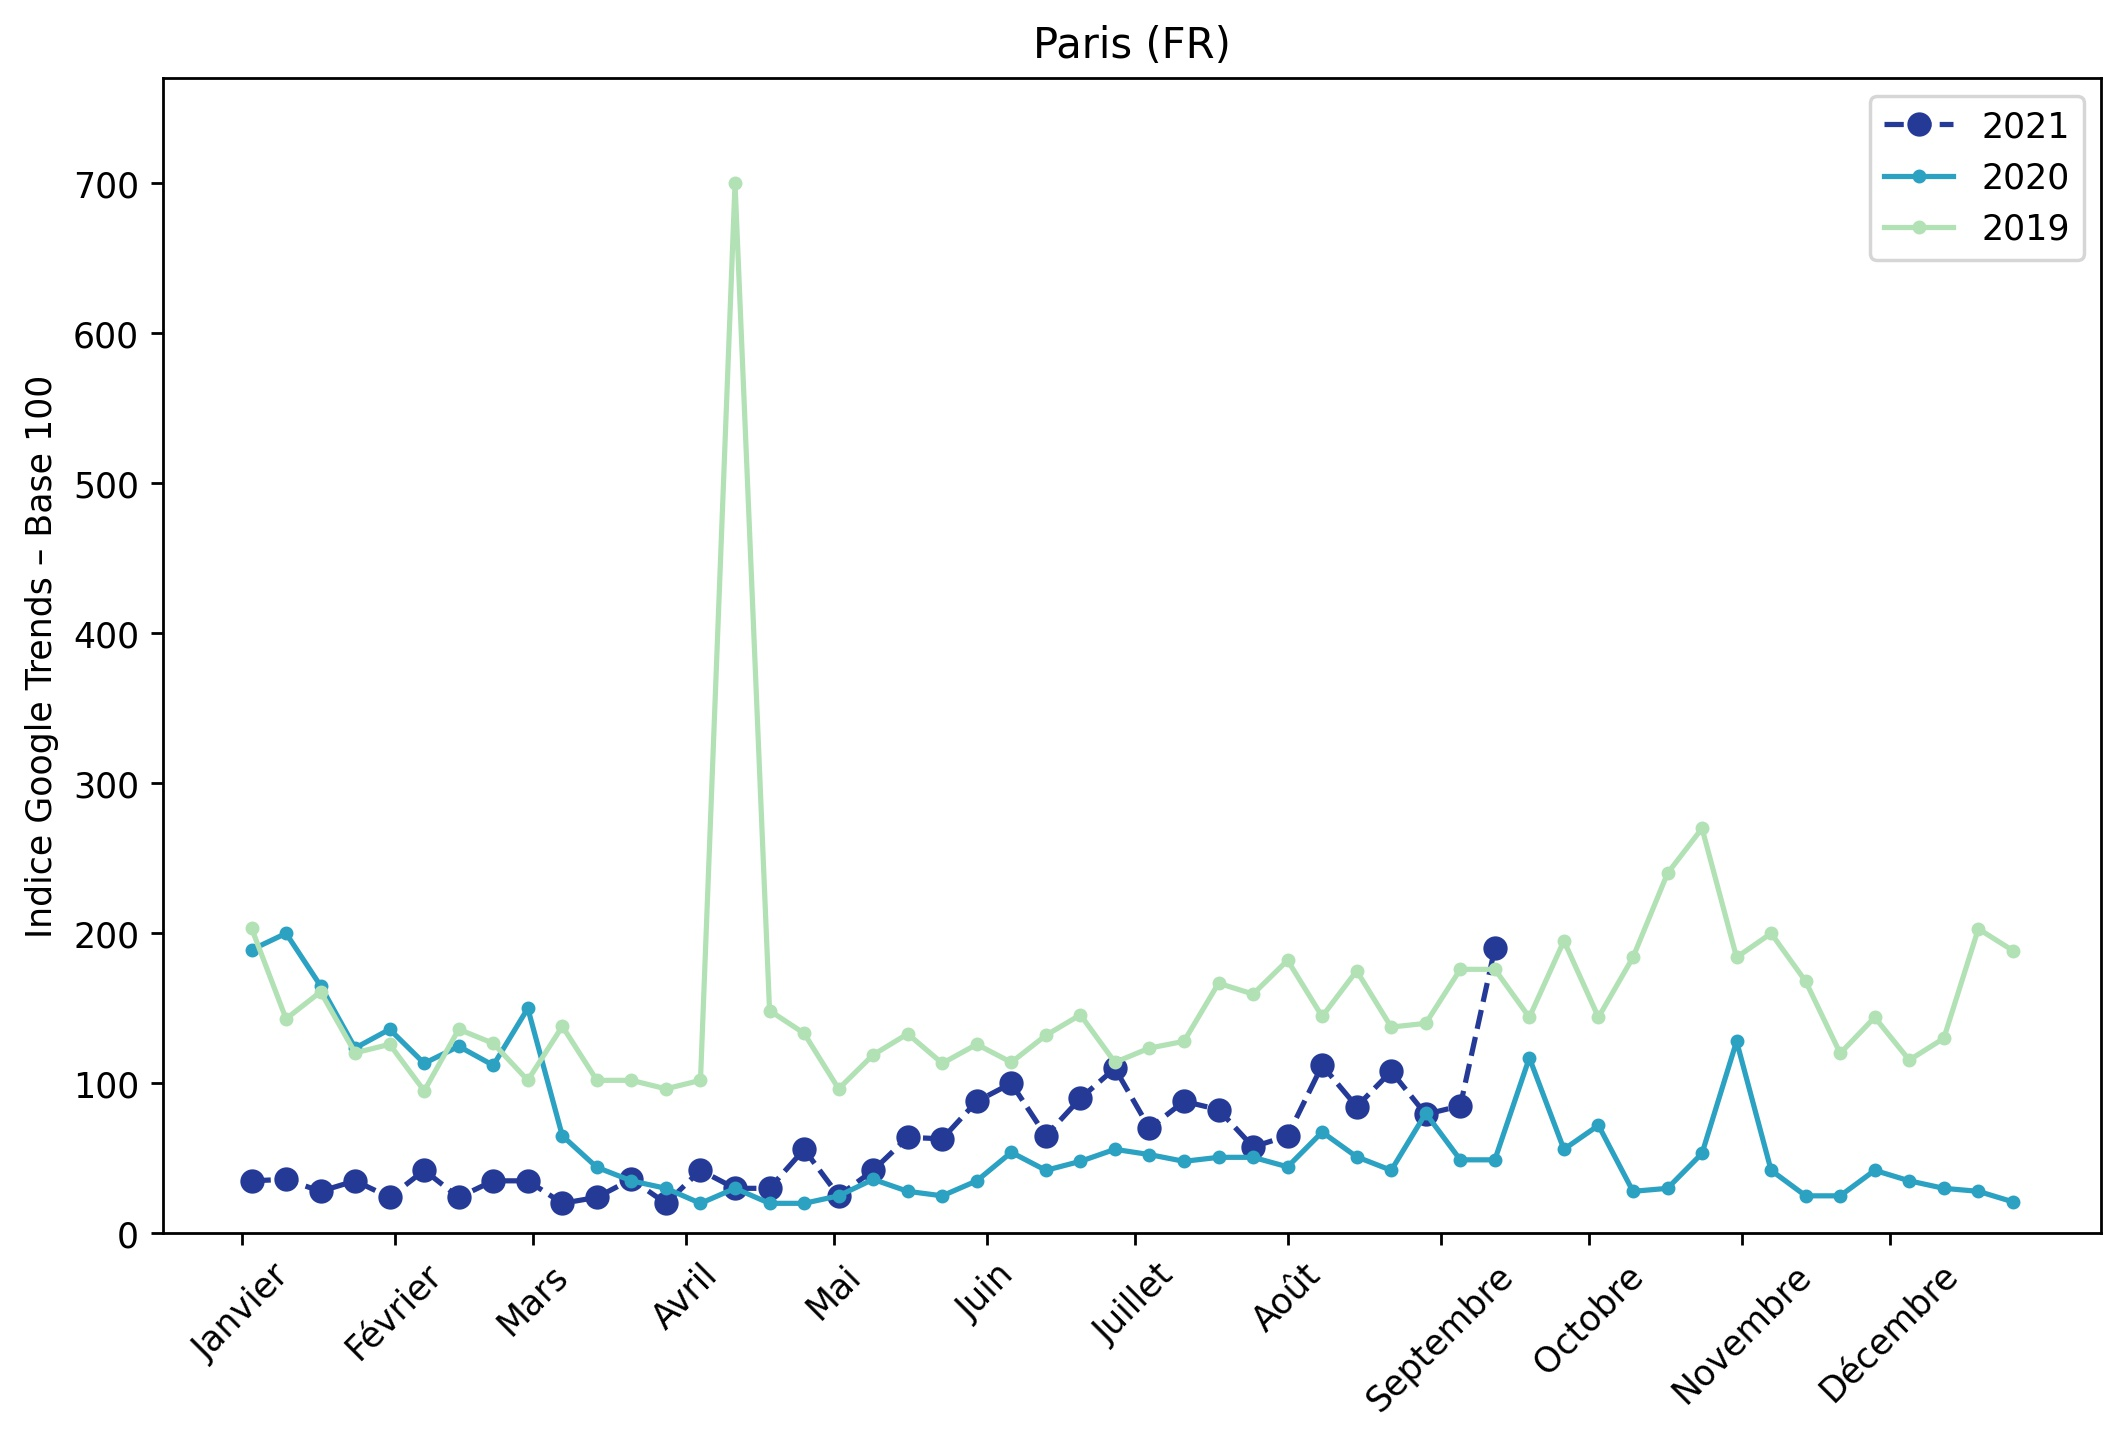 Paris (FR)
2021
2020
2019
Indice Google Trends – Base 100
700
600
500
400
300
200
100
0
Janvier
Février
Mars
Avril
Mai
Juin
Juillet
Août
Septembre
Octobre
Novembre
Décembre